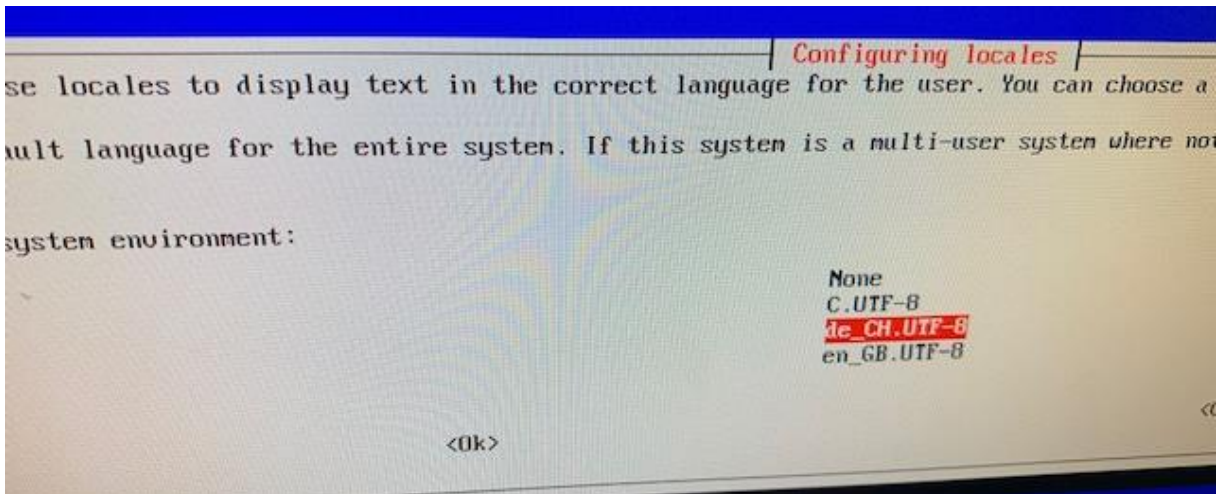 Configuring locales
se locales to display text in the correct language for the user. You can choose a
ult language for the entire system. If this system is a multi-user system where not
system environment:
None
C.UTF-8
de_CH.UTF-8
en_GB.UTF-8
<Ok>